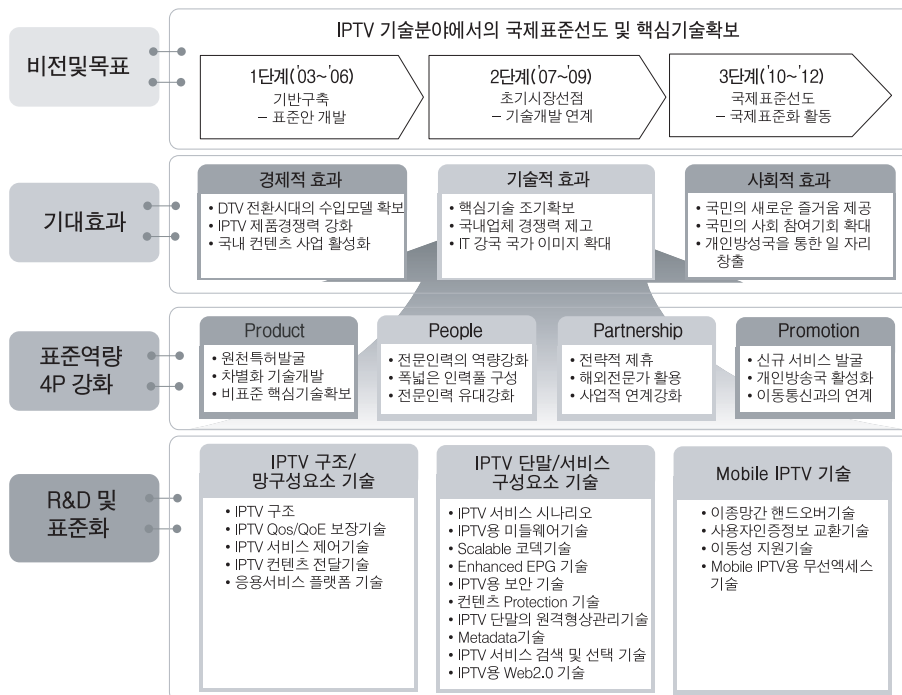 IPTV 기술분야에서의 국제표준선도 및 핵심기술확보
비전및목표
1단계('03~'06)
기반구축
– 표준안 개발
2단계('07~'09)
초기시장선점
– 기술개발 연계
3단계('10~'12)
국제표준선도
– 국제표준화 활동
기대효과
경제적 효과
• DTV 전환시대의 수입모델 확보
• IPTV 제품경쟁력 강화
• 국내 컨텐츠 사업 활성화
기술적 효과
• 핵심기술 조기확보
• 국내업체 경쟁력 제고
• IT 강국 국가 이미지 확대
사회적 효과
• 국민의 새로운 즐거움 제공
• 국민의 사회 참여기회 확대
• 개인방성국을 통한 일 자리
창출
표준역량
4P 강화
Product
• 원천특허발굴
• 차별화 기술개발
• 비표준 핵심기술확보
People
• 전문인력의 역량강화
• 폭넓은 인력풀 구성
• 전문인력 유대강화
Partnership
• 전략적 제휴
• 해외전문가 활용
• 사업적 연계강화
Promotion
• 신규 서비스 발굴
• 개인방송국 활성화
• 이동통신과의 연계
R&D 및
표준화
IPTV 구조/
망구성요소 기술
• IPTV 구조
• IPTV Qos/QoE 보장기술
• IPTV 서비스 제어기술
• IPTV 컨텐츠 전달기술
• 응용서비스 플랫폼 기술
IPTV 단말/서비스
구성요소 기술
• IPTV 서비스 시나리오
• IPTV용 미들웨어기술
• Scalable 코덱기술
• Enhanced EPG 기술
• IPTV용 보안 기술
• 컨텐츠 Protection 기술
• IPTV 단말의 원격형상관리기술
• Metadata기술
• IPTV 서비스 검색 및 선택 기술
• IPTV용 Web2.0 기술
Mobile IPTV 기술
• 이종망간 핸드오버기술
• 사용자인증정보 교환기술
• 이동성 지원기술
• Mobile IPTV용 무선엑세스
기술